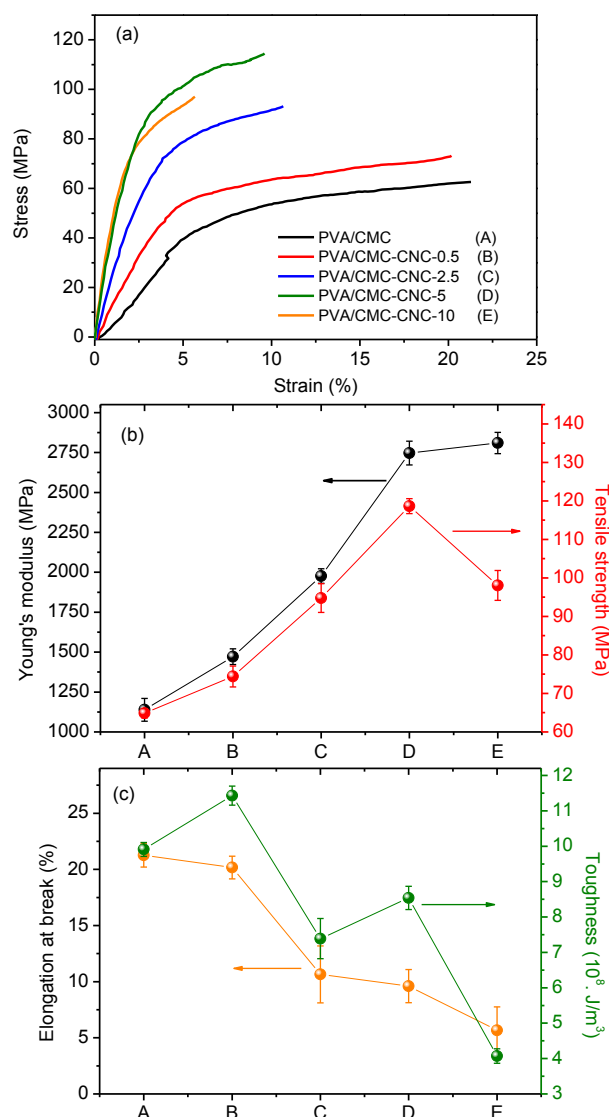 (a)
120
100
80
60
40
20
0
Stress (MPa)
PVA/CMC (A)
PVA/CMC-CNC-0.5 (B)
PVA/CMC-CNC-2.5 (C)
PVA/CMC-CNC-5 (D)
PVA/CMC-CNC-10 (E)
0 5 10 15 20 25
Strain (%)
(b)
3000
2750
2500
2250
2000
1750
1500
1250
1000
Young's modulus (MPa)
140
130
120
110
100
90
80
70
60
Tensile strength (MPa)
A B C D E
(c)
25
20
15
10
5
0
Elongation at break (%)
12
11
10
9
8
7
6
5
4
3
Toughness (10⁸ . J/m³)
A B C D E